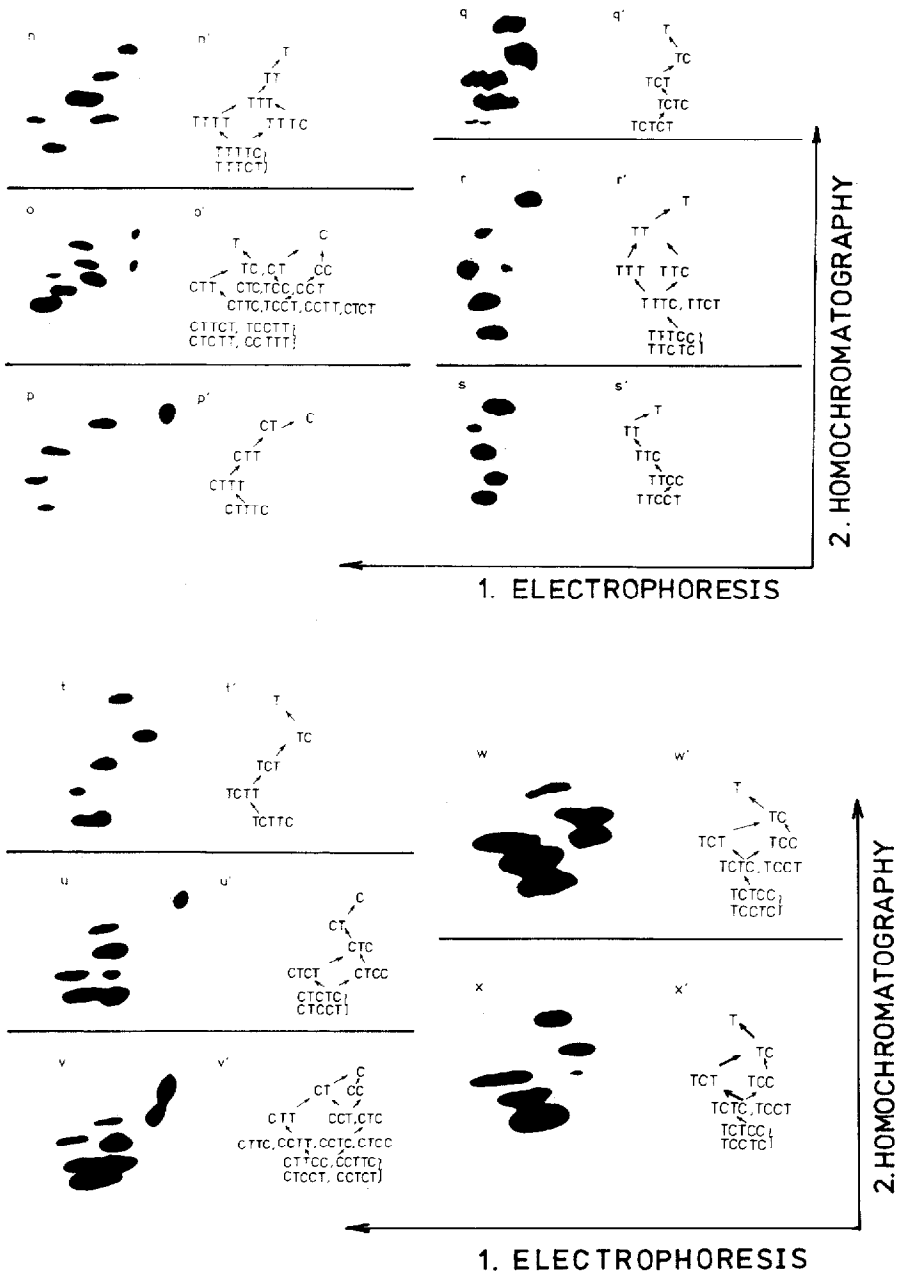 n n'
T
TT
TTT
TTTT TTTC
TTTTC}
TTTCT}
o o'
T C
TC,CT CC
CTT CTC,TCC,CCT
CTTC,TCCT,CCTT,CTCT
CTTCT, TCCTT}
CTCTT, CCTTT}
p p'
CT C
CTT
CTTT
CTTTC
q q'
T
TC
TCT
TCTC
TCTCT
r r'
T
TT
TTT TTC
TTTC,TTCT
TTTCC}
TTCTC}
s s'
T
TT
TTC
TTCC
TTCCT
2. HOMOCHROMATOGRAPHY
1. ELECTROPHORESIS
t t'
T
TC
TCT
TCTT
TCTTC
u u'
C
CT
CTC
CTCT CTCC
CTCTC}
CTCCT}
v v'
C
CT CC
CTT CCT,CTC
CTTC,CCTT,CCTC,CTCC
CTTCC,CCTTC}
CTCCT, CCTCT}
w w'
T
TC
TCT TCC
TCTC,TCCT
TCTCC}
TCCTC}
x x'
T
TC
TCT TCC
TCTC,TCCT
TCTCC}
TCCTC}
2.HOMOCHROMATOGRAPHY
1. ELECTROPHORESIS